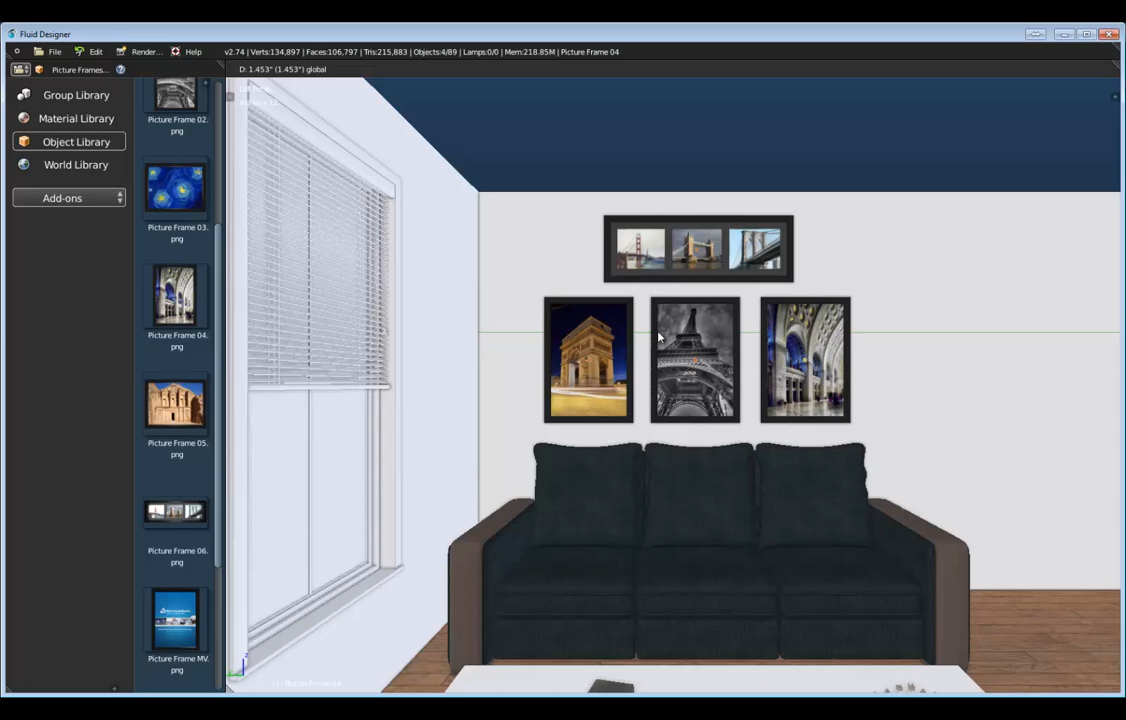 Fluid Designer
File
Edit
Render...
Help
v2.74 | Verts:134,897 | Faces:106,797 | Tris:215,883 | Objects:4/89 | Lamps:0/0 | Mem:218.85M | Picture Frame 04
Picture Frames...
D: 1.453" (1.453") global
Group Library
Material Library
Object Library
World Library
Add-ons
Picture Frame 02.
png
Picture Frame 03.
png
Picture Frame 04.
png
Picture Frame 05.
png
Picture Frame 06.
png
Picture Frame MV.
png